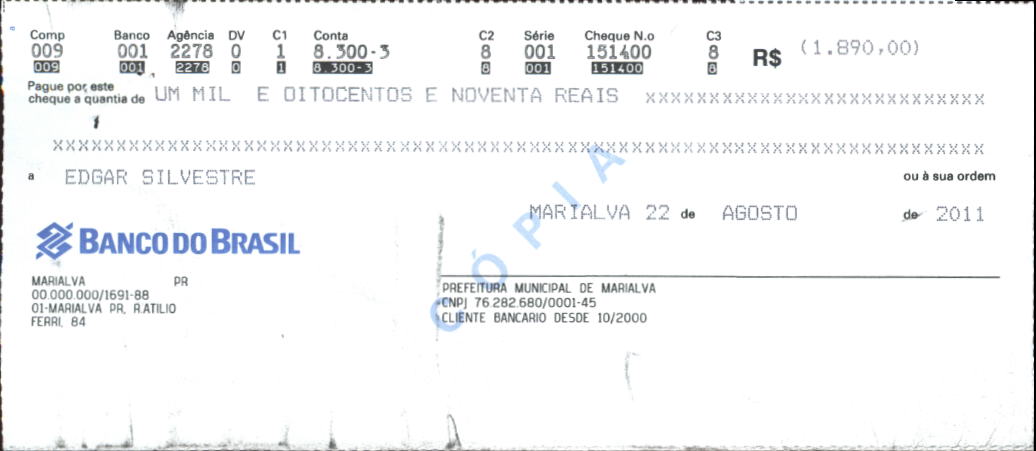 Comp Banco Agência DV C1 Conta C2 Série Cheque N.o C3
009 001 2278 0 1 8.300-3 8 001 151400 8 R$ (1.890,00)
009 001 2278 0 1 8.300-3 8 001 151400 8
Pague por este
cheque a quantia de UM MIL E OITOCENTOS E NOVENTA REAIS XXXXXXXXXXXXXXXXXXXXXXXXXXXX
XXXXXXXXXXXXXXXXXXXXXXXXXXXXXXXXXXXXXXXXXXXXXXXXXXXXXXXXXXXXXXXXXXXXXXXXXXXX
a EDGAR SILVESTRE ou à sua ordem
MARIALVA 22 de AGOSTO de 2011
BANCO DO BRASIL
MARIALVA PR
00.000.000/1691-88
01-MARIALVA PR, R.ATILIO
FERRI, 84
PREFEITURA MUNICIPAL DE MARIALVA
CNPJ 76.282.680/0001-45
CLIENTE BANCARIO DESDE 10/2000
CÓPIA